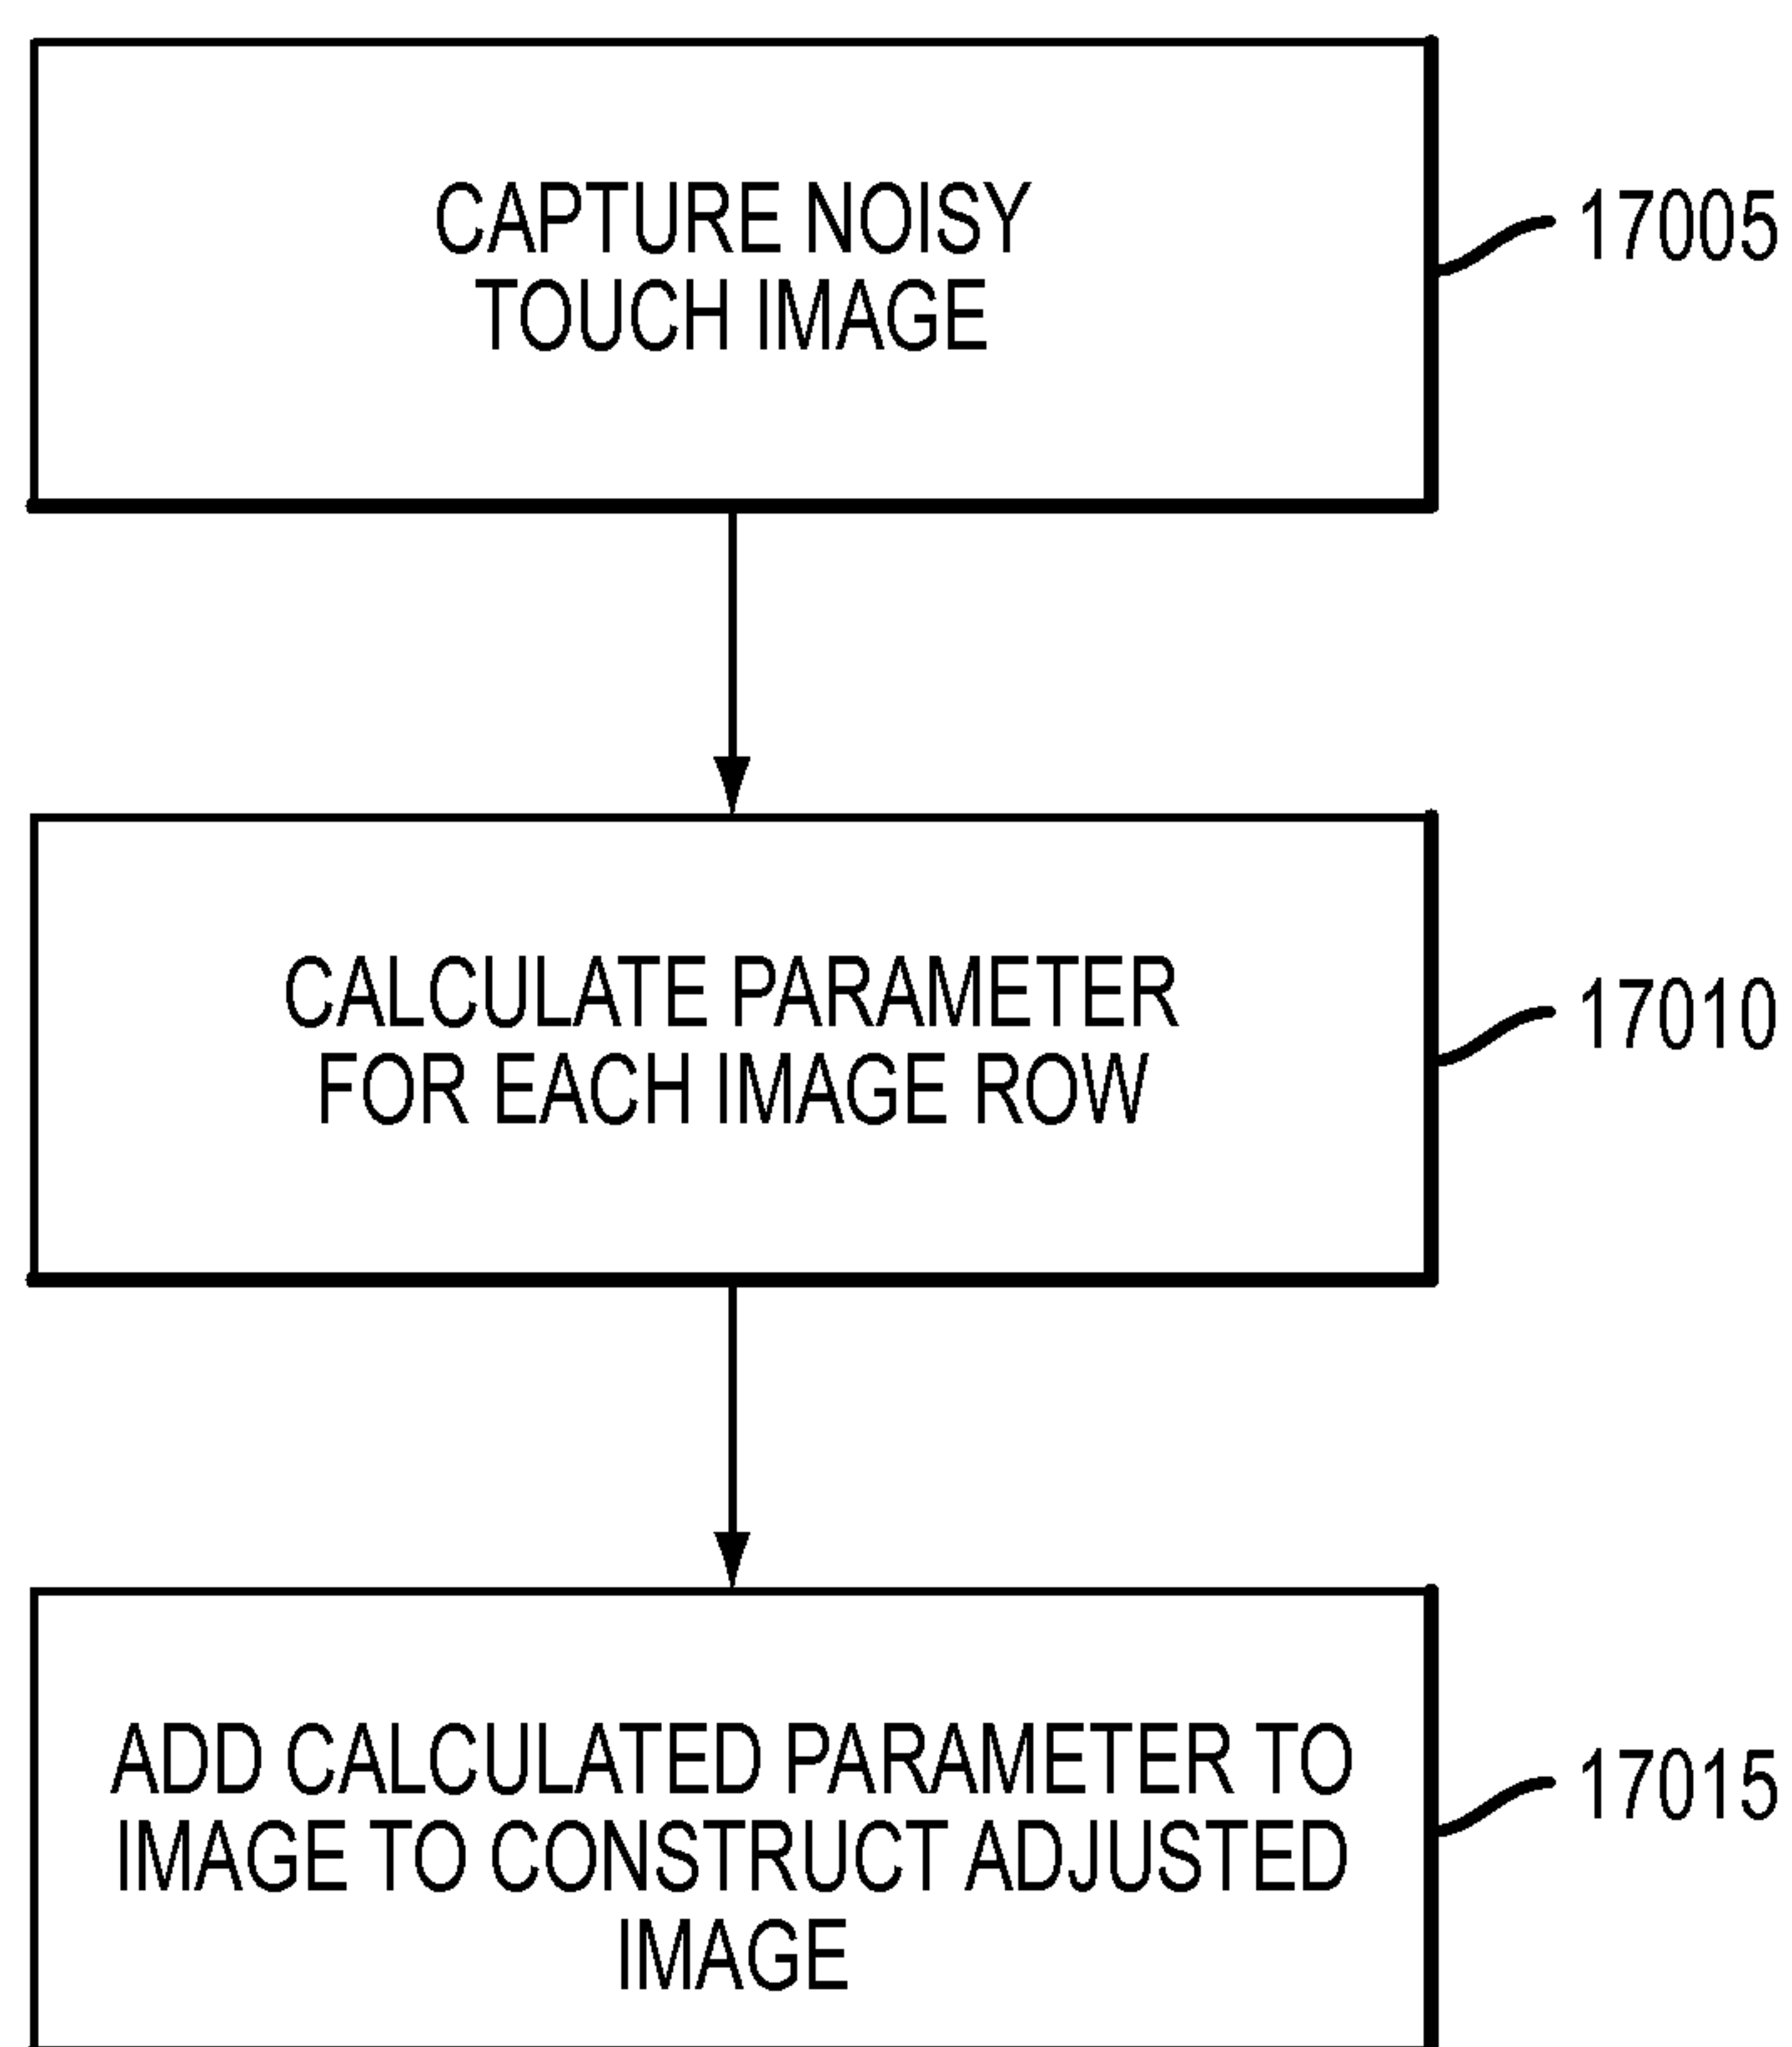 CAPTURE NOISY
TOUCH IMAGE
17005
CALCULATE PARAMETER
FOR EACH IMAGE ROW
17010
ADD CALCULATED PARAMETER TO
IMAGE TO CONSTRUCT ADJUSTED
IMAGE
17015